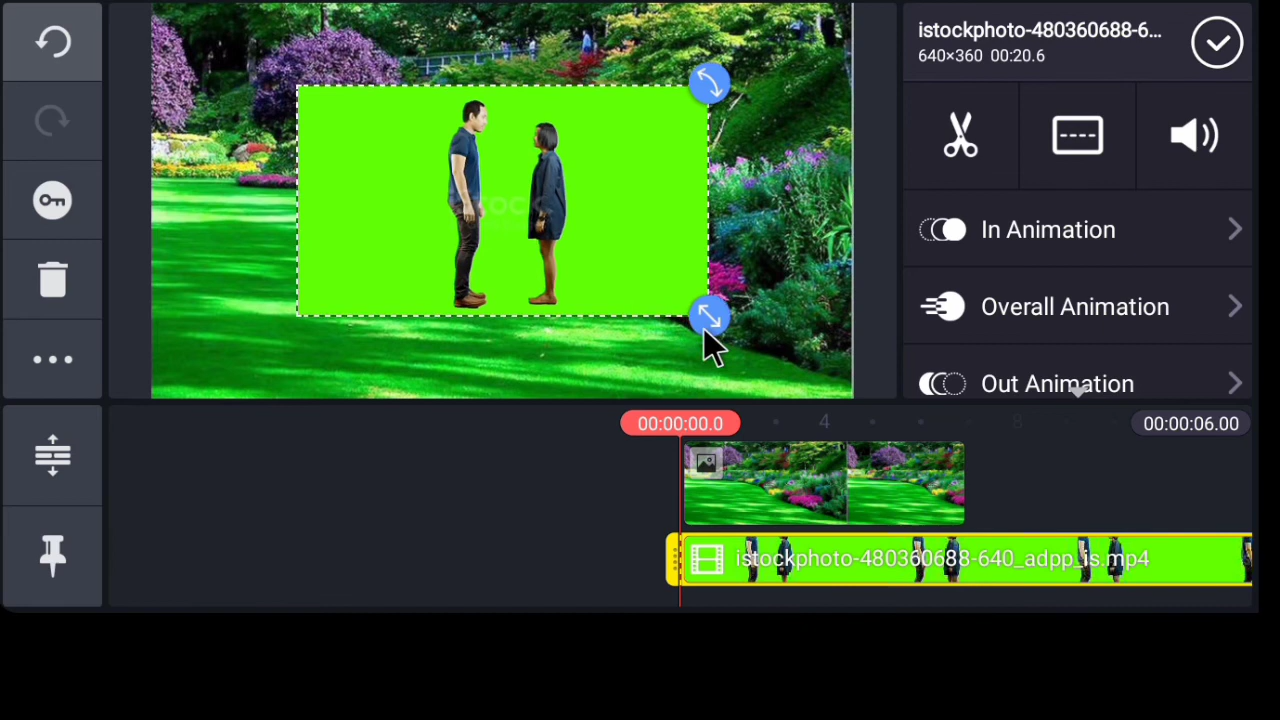 istockphoto-480360688-6...
640×360 00:20.6
In Animation
Overall Animation
Out Animation
00:00:00.0
4
8
00:00:06.00
istockphoto-480360688-640_adpp_is.mp4